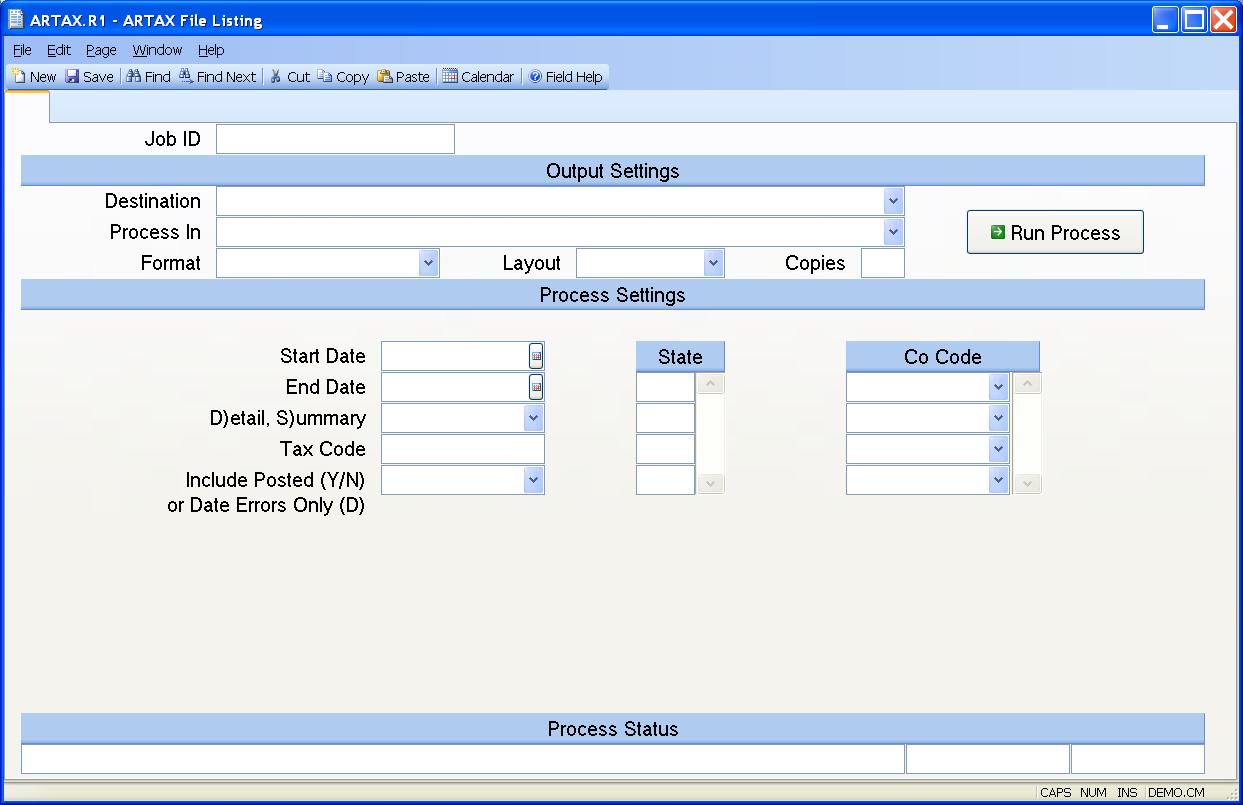 ARTAX.R1 - ARTAX File Listing
File Edit Page Window Help
New Save Find Find Next Cut Copy Paste Calendar Field Help
Job ID
Output Settings
Destination
Process In
Run Process
Format Layout Copies
Process Settings
Start Date State Co Code
End Date
D)etail, S)ummary
Tax Code
Include Posted (Y/N)
or Date Errors Only (D)
Process Status
CAPS NUM INS DEMO.CM